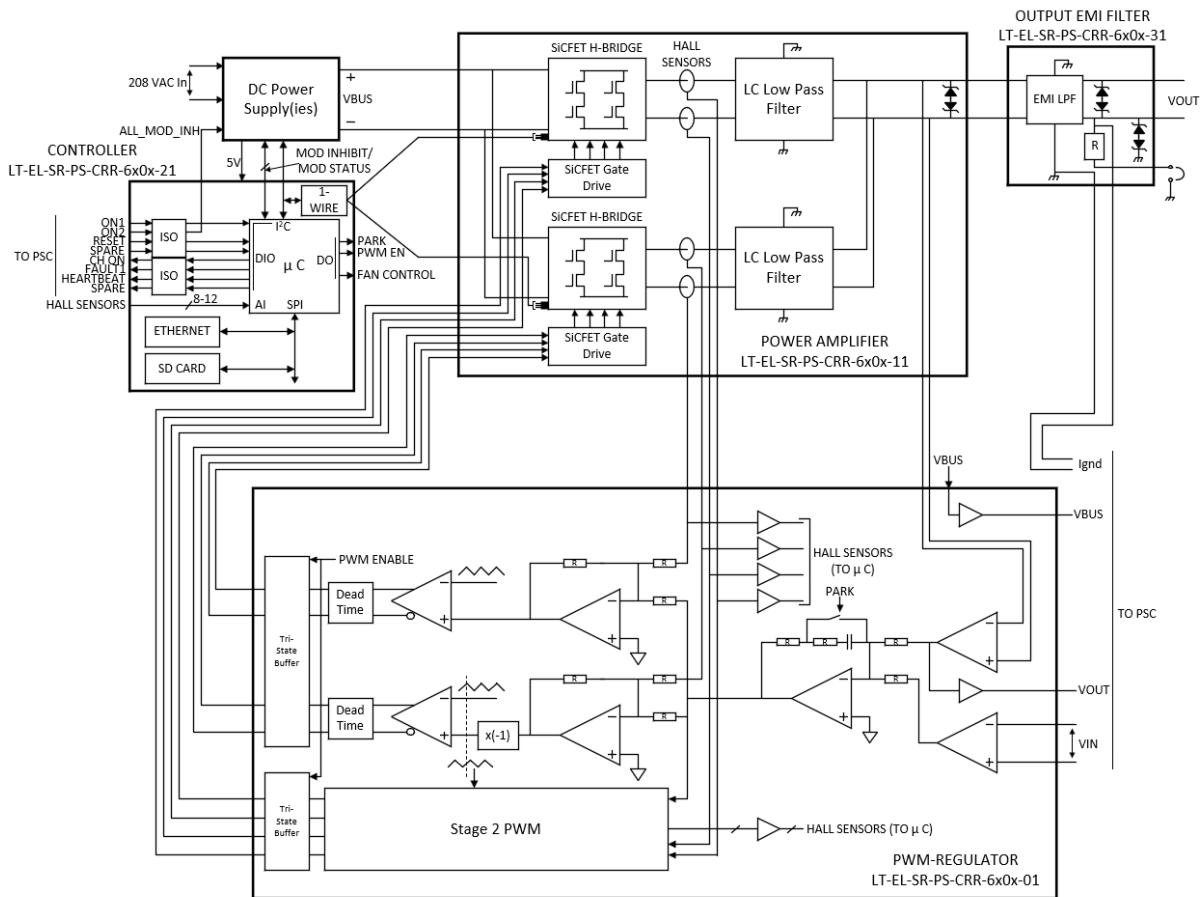 OUTPUT EMI FILTER
LT-EL-SR-PS-CRR-6x0x-31
SiCFET H-BRIDGE
HALL
SENSORS
208 VAC In
DC Power
Supply(ies)
+
VBUS
−
LC Low Pass
Filter
EMI LPF
VOUT
R
ALL_MOD_INH
CONTROLLER
LT-EL-SR-PS-CRR-6x0x-21
5V
MOD INHIBIT/
MOD STATUS
SiCFET Gate
Drive
1-
WIRE
SiCFET H-BRIDGE
TO PSC
ON1
ON2
RESET
SPARE
CH ON
FAULT1
HEARTBEAT
SPARE
HALL SENSORS
8-12
ISO
ISO
I²C
DIO
µ C
DO
AI
SPI
PARK
PWM EN
FAN CONTROL
LC Low Pass
Filter
ETHERNET
SD CARD
SiCFET Gate
Drive
POWER AMPLIFIER
LT-EL-SR-PS-CRR-6x0x-11
Ignd
VBUS
VBUS
PWM ENABLE
HALL SENSORS
(TO µ C)
PARK
TO PSC
Tri-
State
Buffer
Dead
Time
−
+
R
R
R
−
+
R
R
R
−
+
VOUT
Dead
Time
−
+
x(-1)
R
R
R
−
+
−
+
R
−
+
VIN
Tri-
State
Buffer
Stage 2 PWM
HALL SENSORS (TO µ C)
PWM-REGULATOR
LT-EL-SR-PS-CRR-6x0x-01